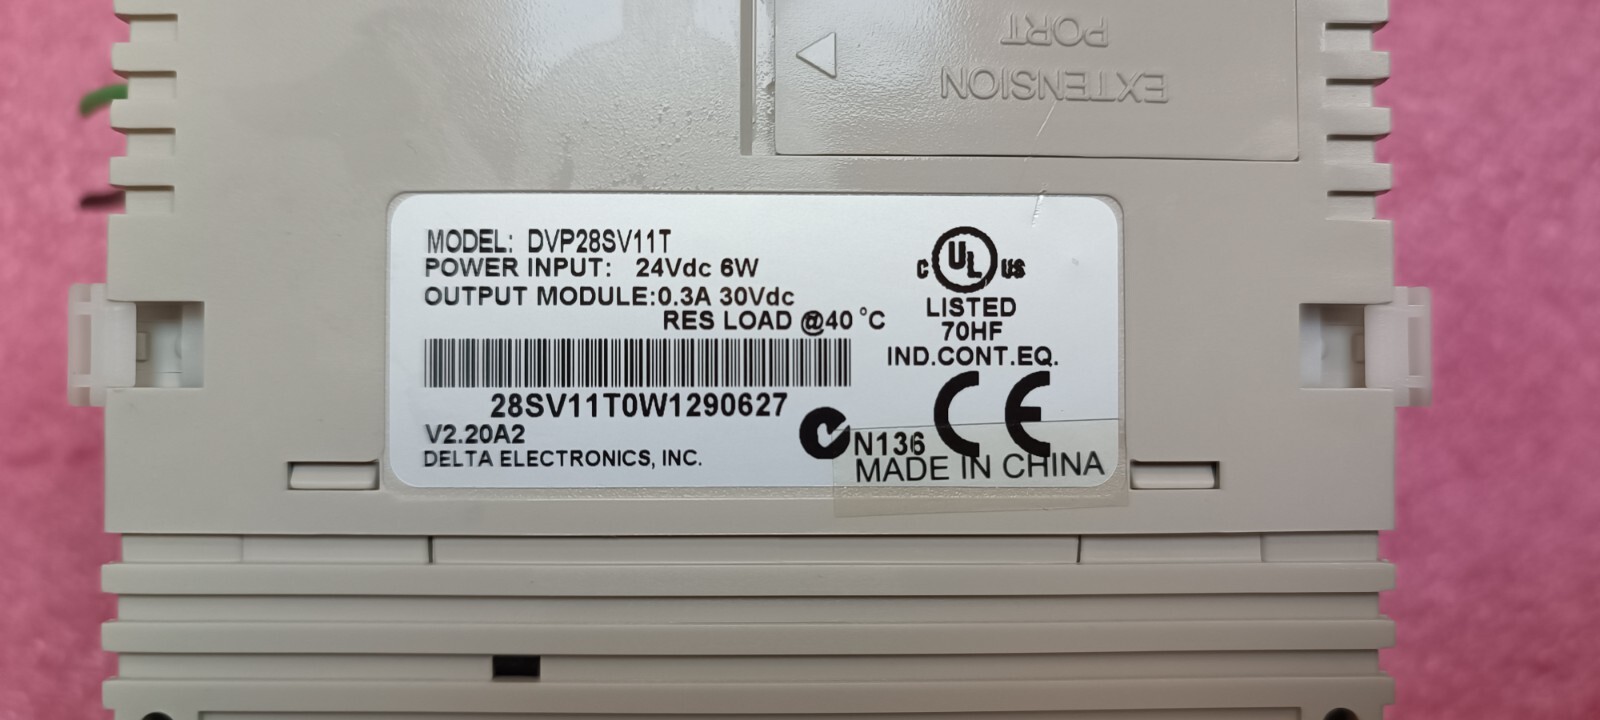 EXTENSION
PORT
MODEL: DVP28SV11T
POWER INPUT: 24Vdc 6W
OUTPUT MODULE:0.3A 30Vdc
RES LOAD @40 °C
28SV11T0W1290627
V2.20A2
DELTA ELECTRONICS, INC.
C UL US
LISTED
70HF
IND.CONT.EQ.
CE
N136
MADE IN CHINA